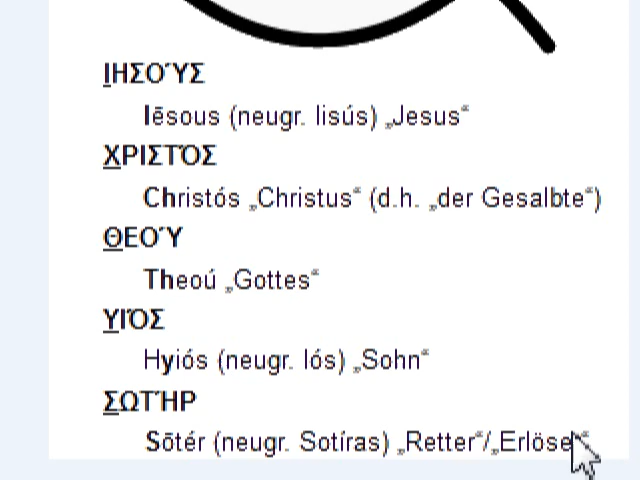 ΙΗΣΟΎΣ
Iēsous (neugr. Iisús) „Jesus“
ΧΡΙΣΤΌΣ
Christós „Christus“ (d.h. „der Gesalbte“)
ΘΕΟΎ
Theoú „Gottes“
ΥΙΌΣ
Hyiós (neugr. Iós) „Sohn“
ΣΩΤΉΡ
Sōtér (neugr. Sotíras) „Retter“/„Erlöser“